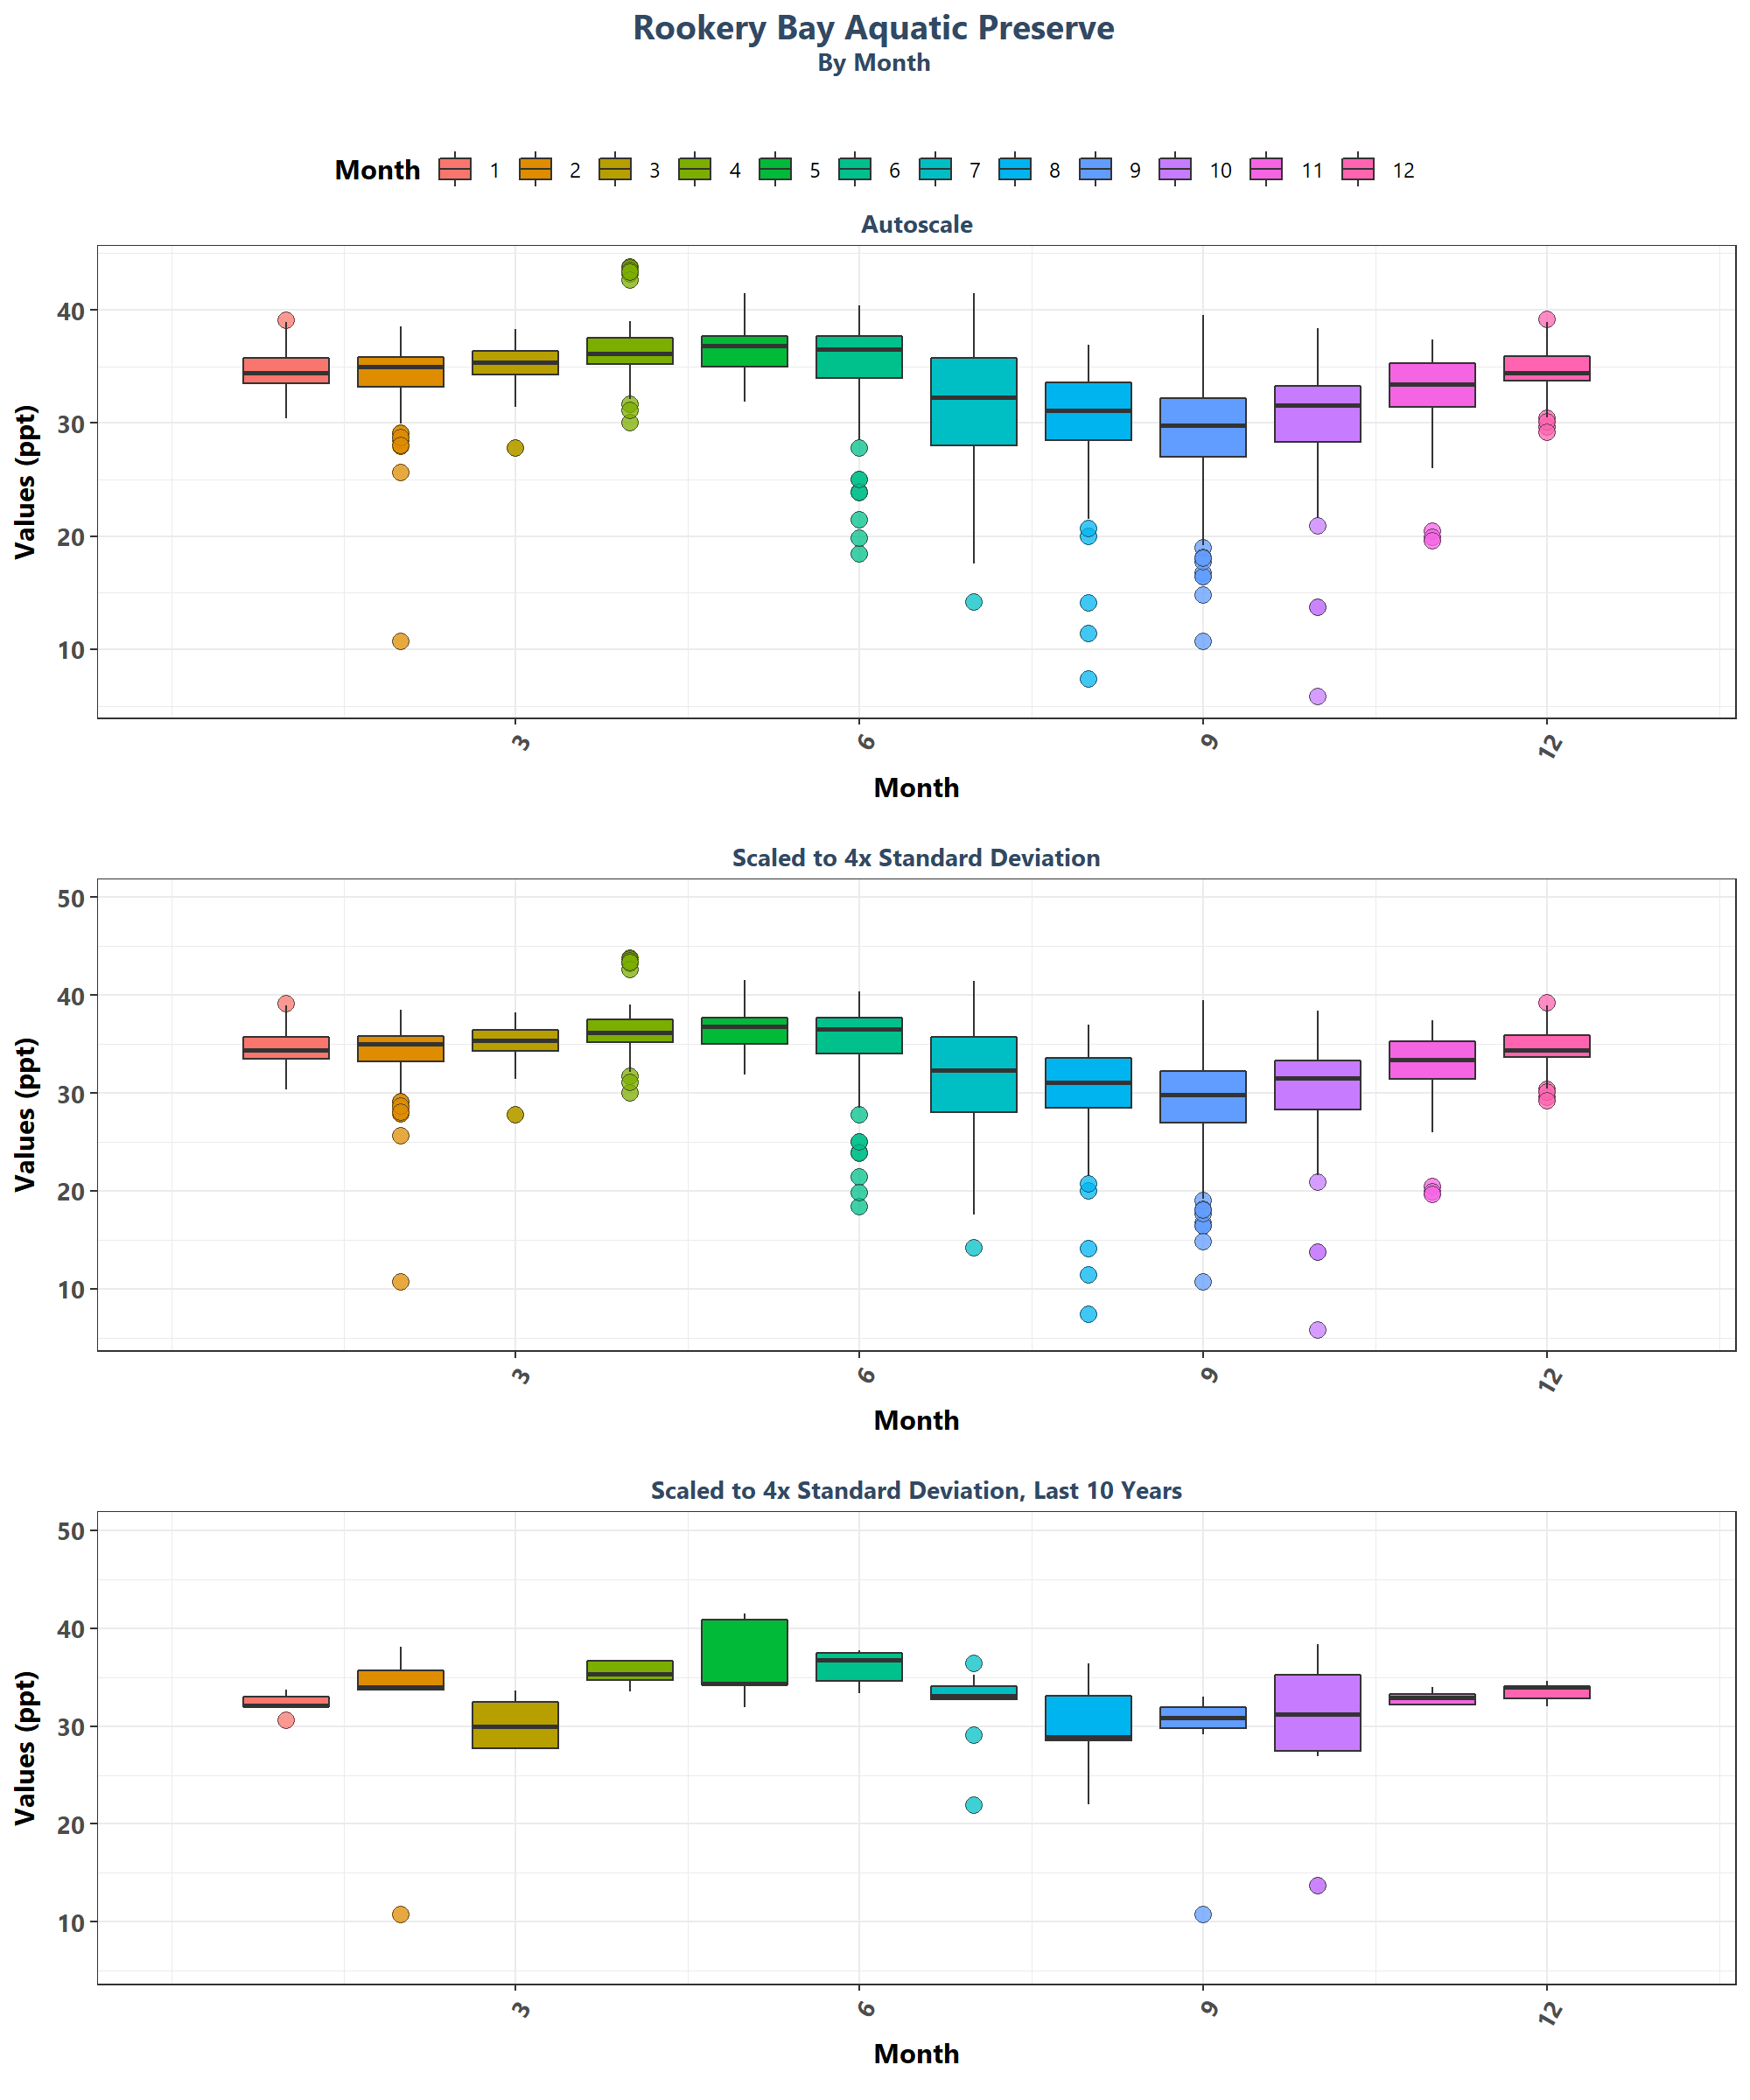 Rookery Bay Aquatic Preserve
By Month
Month 1 2 3 4 5 6 7 8 9 10 11 12
Autoscale
Values (ppt)
40
30
20
10
3 6 9 12
Month
Scaled to 4x Standard Deviation
Values (ppt)
50
40
30
20
10
3 6 9 12
Month
Scaled to 4x Standard Deviation, Last 10 Years
Values (ppt)
50
40
30
20
10
3 6 9 12
Month